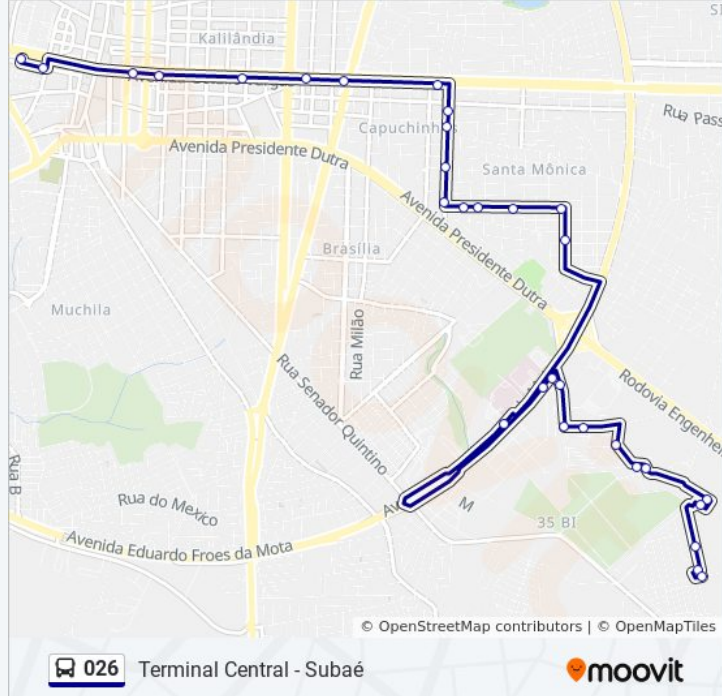 Kalilândia
Rua Pass
Capuchinh
Avenida Presidente Dutra
Santa Mônica
Avenida Presidente Dutra
Brasília
Muchila
Rua Milão
Rua Senador Quintino
Rodovia Engenhei
Rua B
Rua do Mexico
M
35 BI
Avenida Eduardo Froes da Mota
© OpenStreetMap contributors | © OpenMapTiles
026 Terminal Central - Subaé
moovit